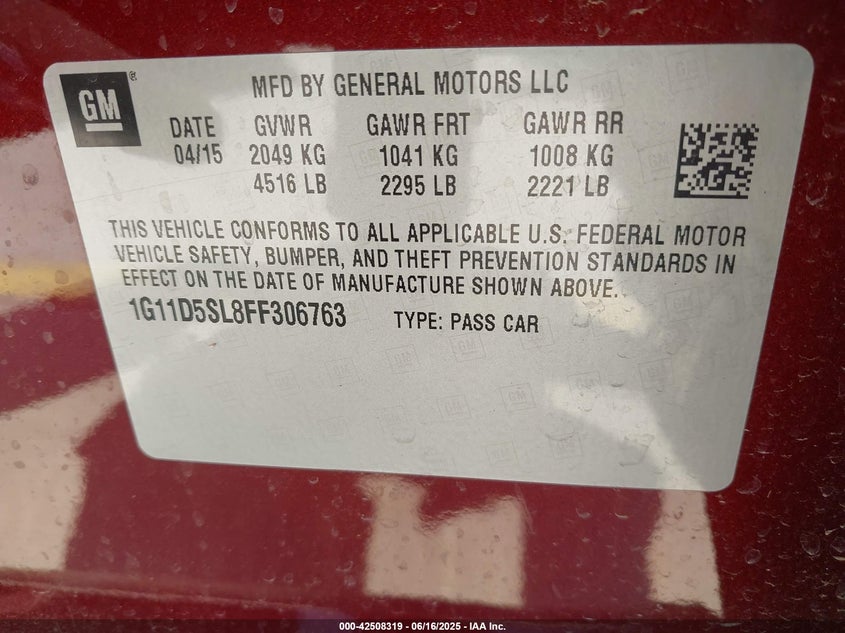 MFD BY GENERAL MOTORS LLC
GM®
DATE GVWR GAWR FRT GAWR RR
04/15 2049 KG 1041 KG 1008 KG
4516 LB 2295 LB 2221 LB
THIS VEHICLE CONFORMS TO ALL APPLICABLE U.S. FEDERAL MOTOR
VEHICLE SAFETY, BUMPER, AND THEFT PREVENTION STANDARDS IN
EFFECT ON THE DATE OF MANUFACTURE SHOWN ABOVE.
1G11D5SL8FF306763 TYPE: PASS CAR
000-42508319 - 06/16/2025 - IAA Inc.